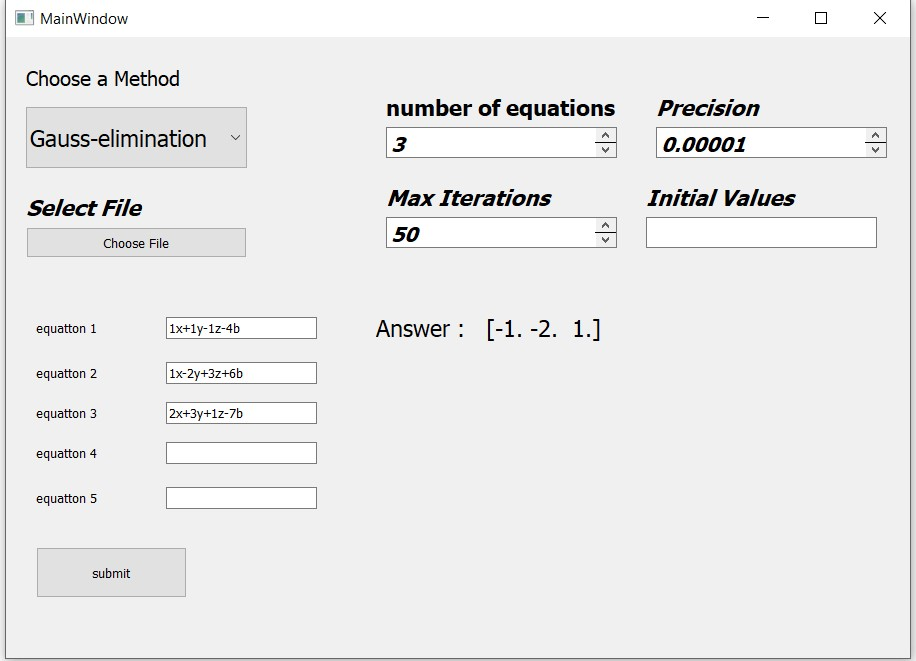 MainWindow
Choose a Method
Gauss-elimination
number of equations
3
Precision
0.00001
Select File
Choose File
Max Iterations
50
Initial Values
equatton 1
1x+1y-1z-4b
Answer : [-1. -2.  1.]
equatton 2
1x-2y+3z+6b
equatton 3
2x+3y+1z-7b
equatton 4
equatton 5
submit